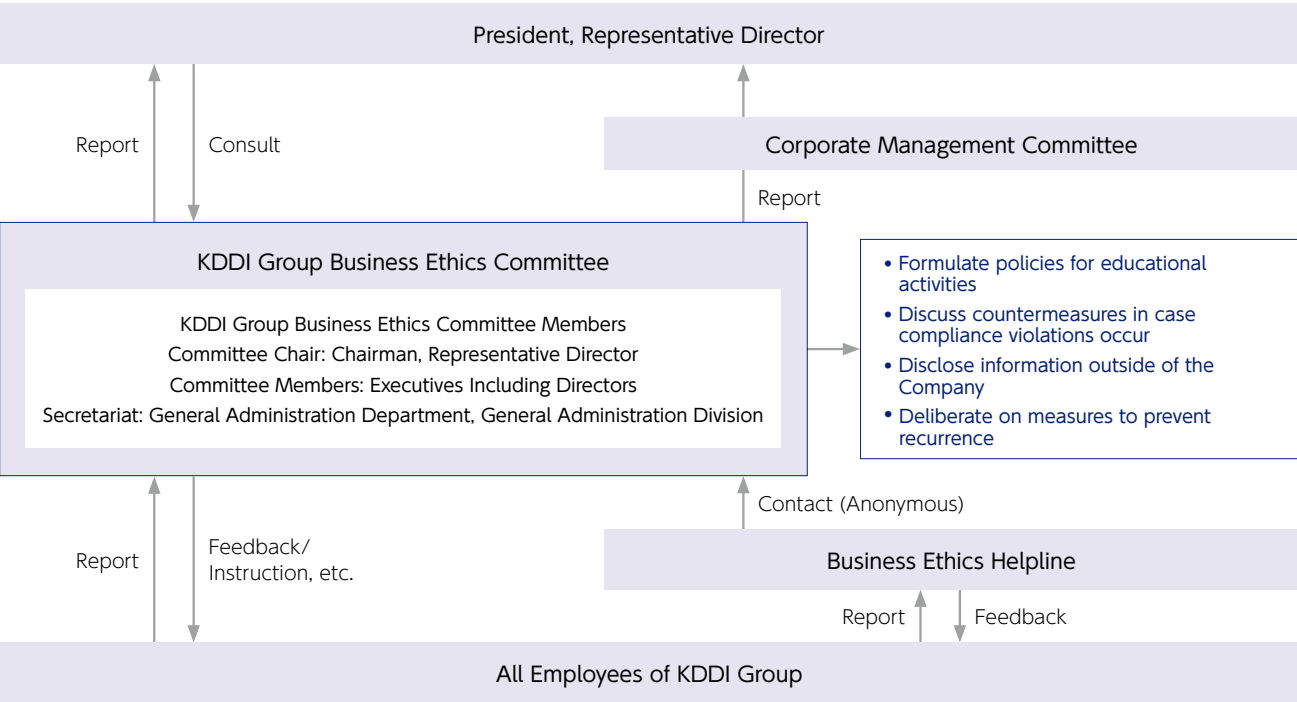 President, Representative Director
Report
Consult
Corporate Management Committee
Report
KDDI Group Business Ethics Committee
KDDI Group Business Ethics Committee Members
Committee Chair: Chairman, Representative Director
Committee Members: Executives Including Directors
Secretariat: General Administration Department, General Administration Division
• Formulate policies for educational
activities
• Discuss countermeasures in case
compliance violations occur
• Disclose information outside of the
Company
• Deliberate on measures to prevent
recurrence
Contact (Anonymous)
Report
Feedback/
Instruction, etc.
Business Ethics Helpline
Report
Feedback
All Employees of KDDI Group